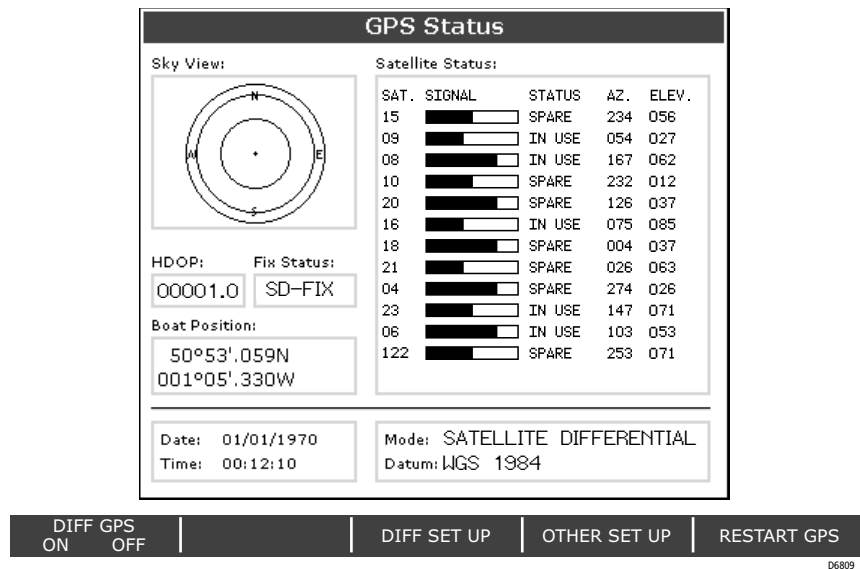 GPS Status
Sky View:
N
W
E
S
HDOP: Fix Status:
00001.0 SD-FIX
Boat Position:
50°53'.059N
001°05'.330W
Satellite Status:
SAT. SIGNAL STATUS AZ. ELEV.
15 SPARE 234 056
09 IN USE 054 027
08 IN USE 167 062
10 SPARE 232 012
20 SPARE 126 037
16 IN USE 075 085
18 SPARE 004 037
21 SPARE 026 063
04 SPARE 274 026
23 IN USE 147 071
06 IN USE 103 053
122 SPARE 253 071
Date: 01/01/1970
Time: 00:12:10
Mode: SATELLITE DIFFERENTIAL
Datum: WGS 1984
DIFF GPS
ON OFF
DIFF SET UP
OTHER SET UP
RESTART GPS
D6809